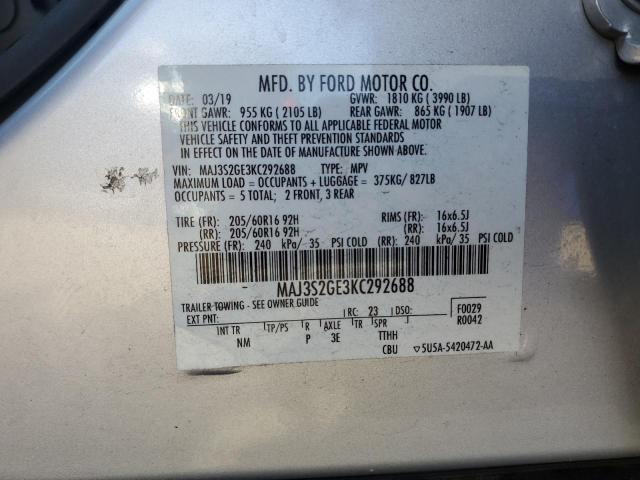 MFD. BY FORD MOTOR CO.
DATE: 03/19 GVWR: 1810 KG ( 3990 LB)
FRONT GAWR: 955 KG ( 2105 LB) REAR GAWR: 865 KG ( 1907 LB)
THIS VEHICLE CONFORMS TO ALL APPLICABLE FEDERAL MOTOR
VEHICLE SAFETY BUMPER, AND THEFT PREVENTION STANDARDS
IN EFFECT ON THE DATE OF MANUFACTURE SHOWN ABOVE.
VIN: MAJ3S2GE3KC292688 TYPE: MPV
MAXIMUM LOAD = OCCUPANTS + LUGGAGE = 375KG/ 827LB
OCCUPANTS = 5 TOTAL; 2 FRONT, 3 REAR
TIRE (FR): 205/60R16 92H RIMS (FR): 16x6.5J
(RR): 205/60R16 92H (RR): 16x6.5J
PRESSURE (FR): 240 kPa/ 35 PSI COLD (RR): 240 kPa/ 35 PSI COLD
MAJ3S2GE3KC292688
TRAILER TOWING - SEE OWNER GUIDE
EXT PNT: RC: 23 DSO: F0029
R0042
INT TR TP/PS R AXLE TR SPR
NM P 3E TTHH
CBU ▽5U5A-5420472-AA